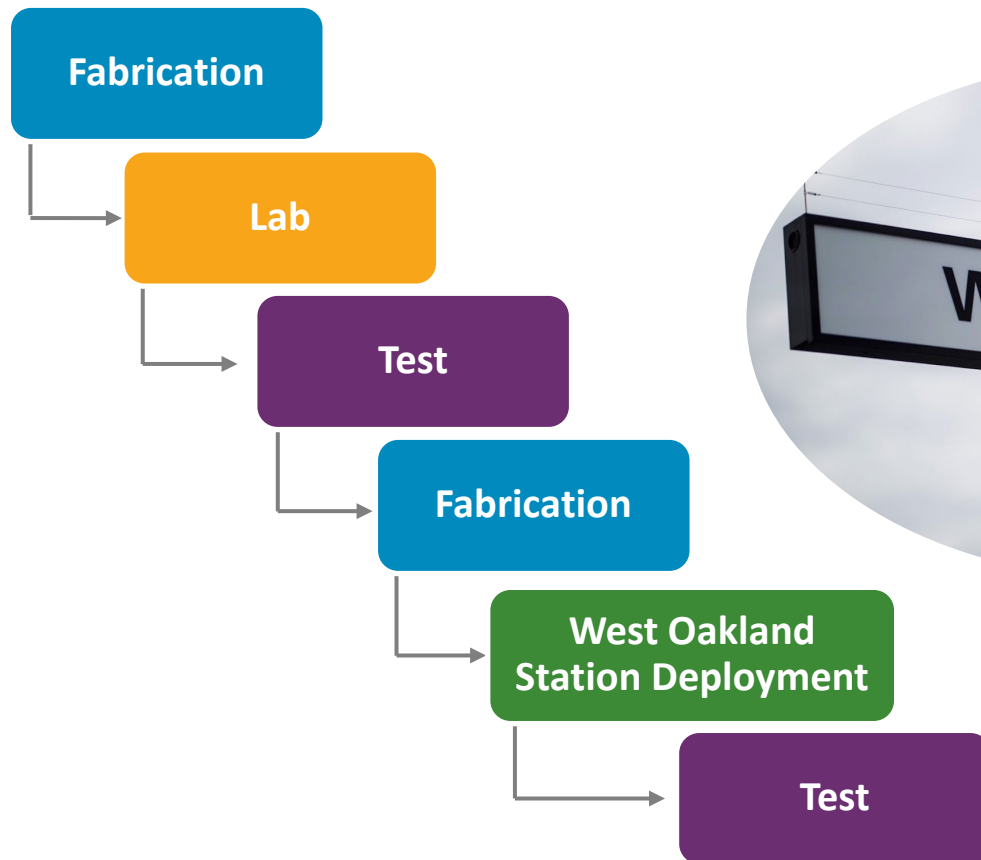 Fabrication
Lab
W
Test
Fabrication
West Oakland
Station Deployment
Test